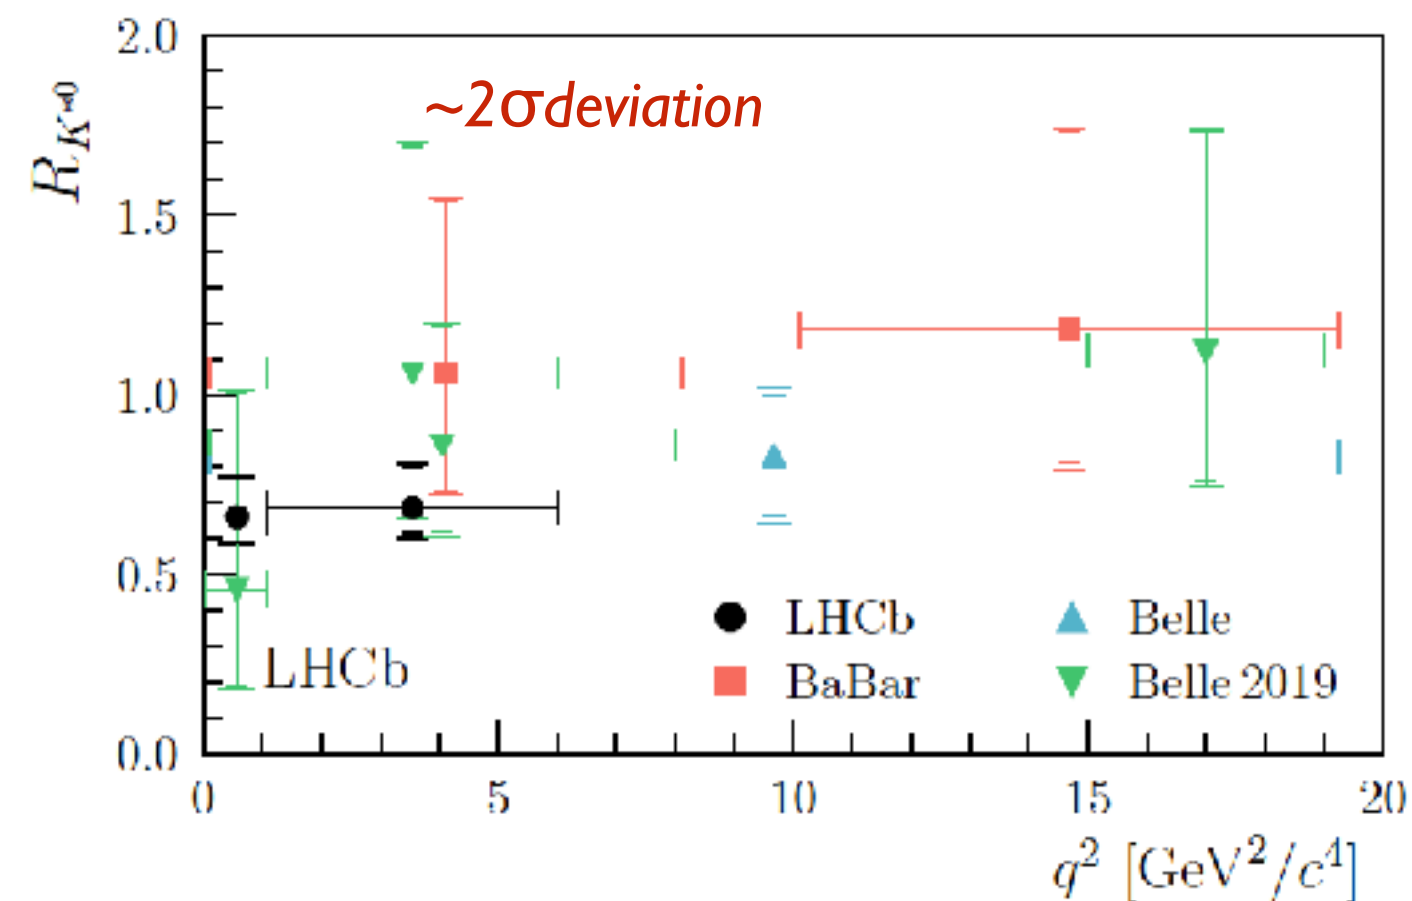 2.0
~2σdeviation
R_{K^{*0}}
1.5
1.0
0.5
LHCb
LHCb
Belle
BaBar
Belle 2019
0.0
0 5 10 15 20
q² [GeV²/c⁴]